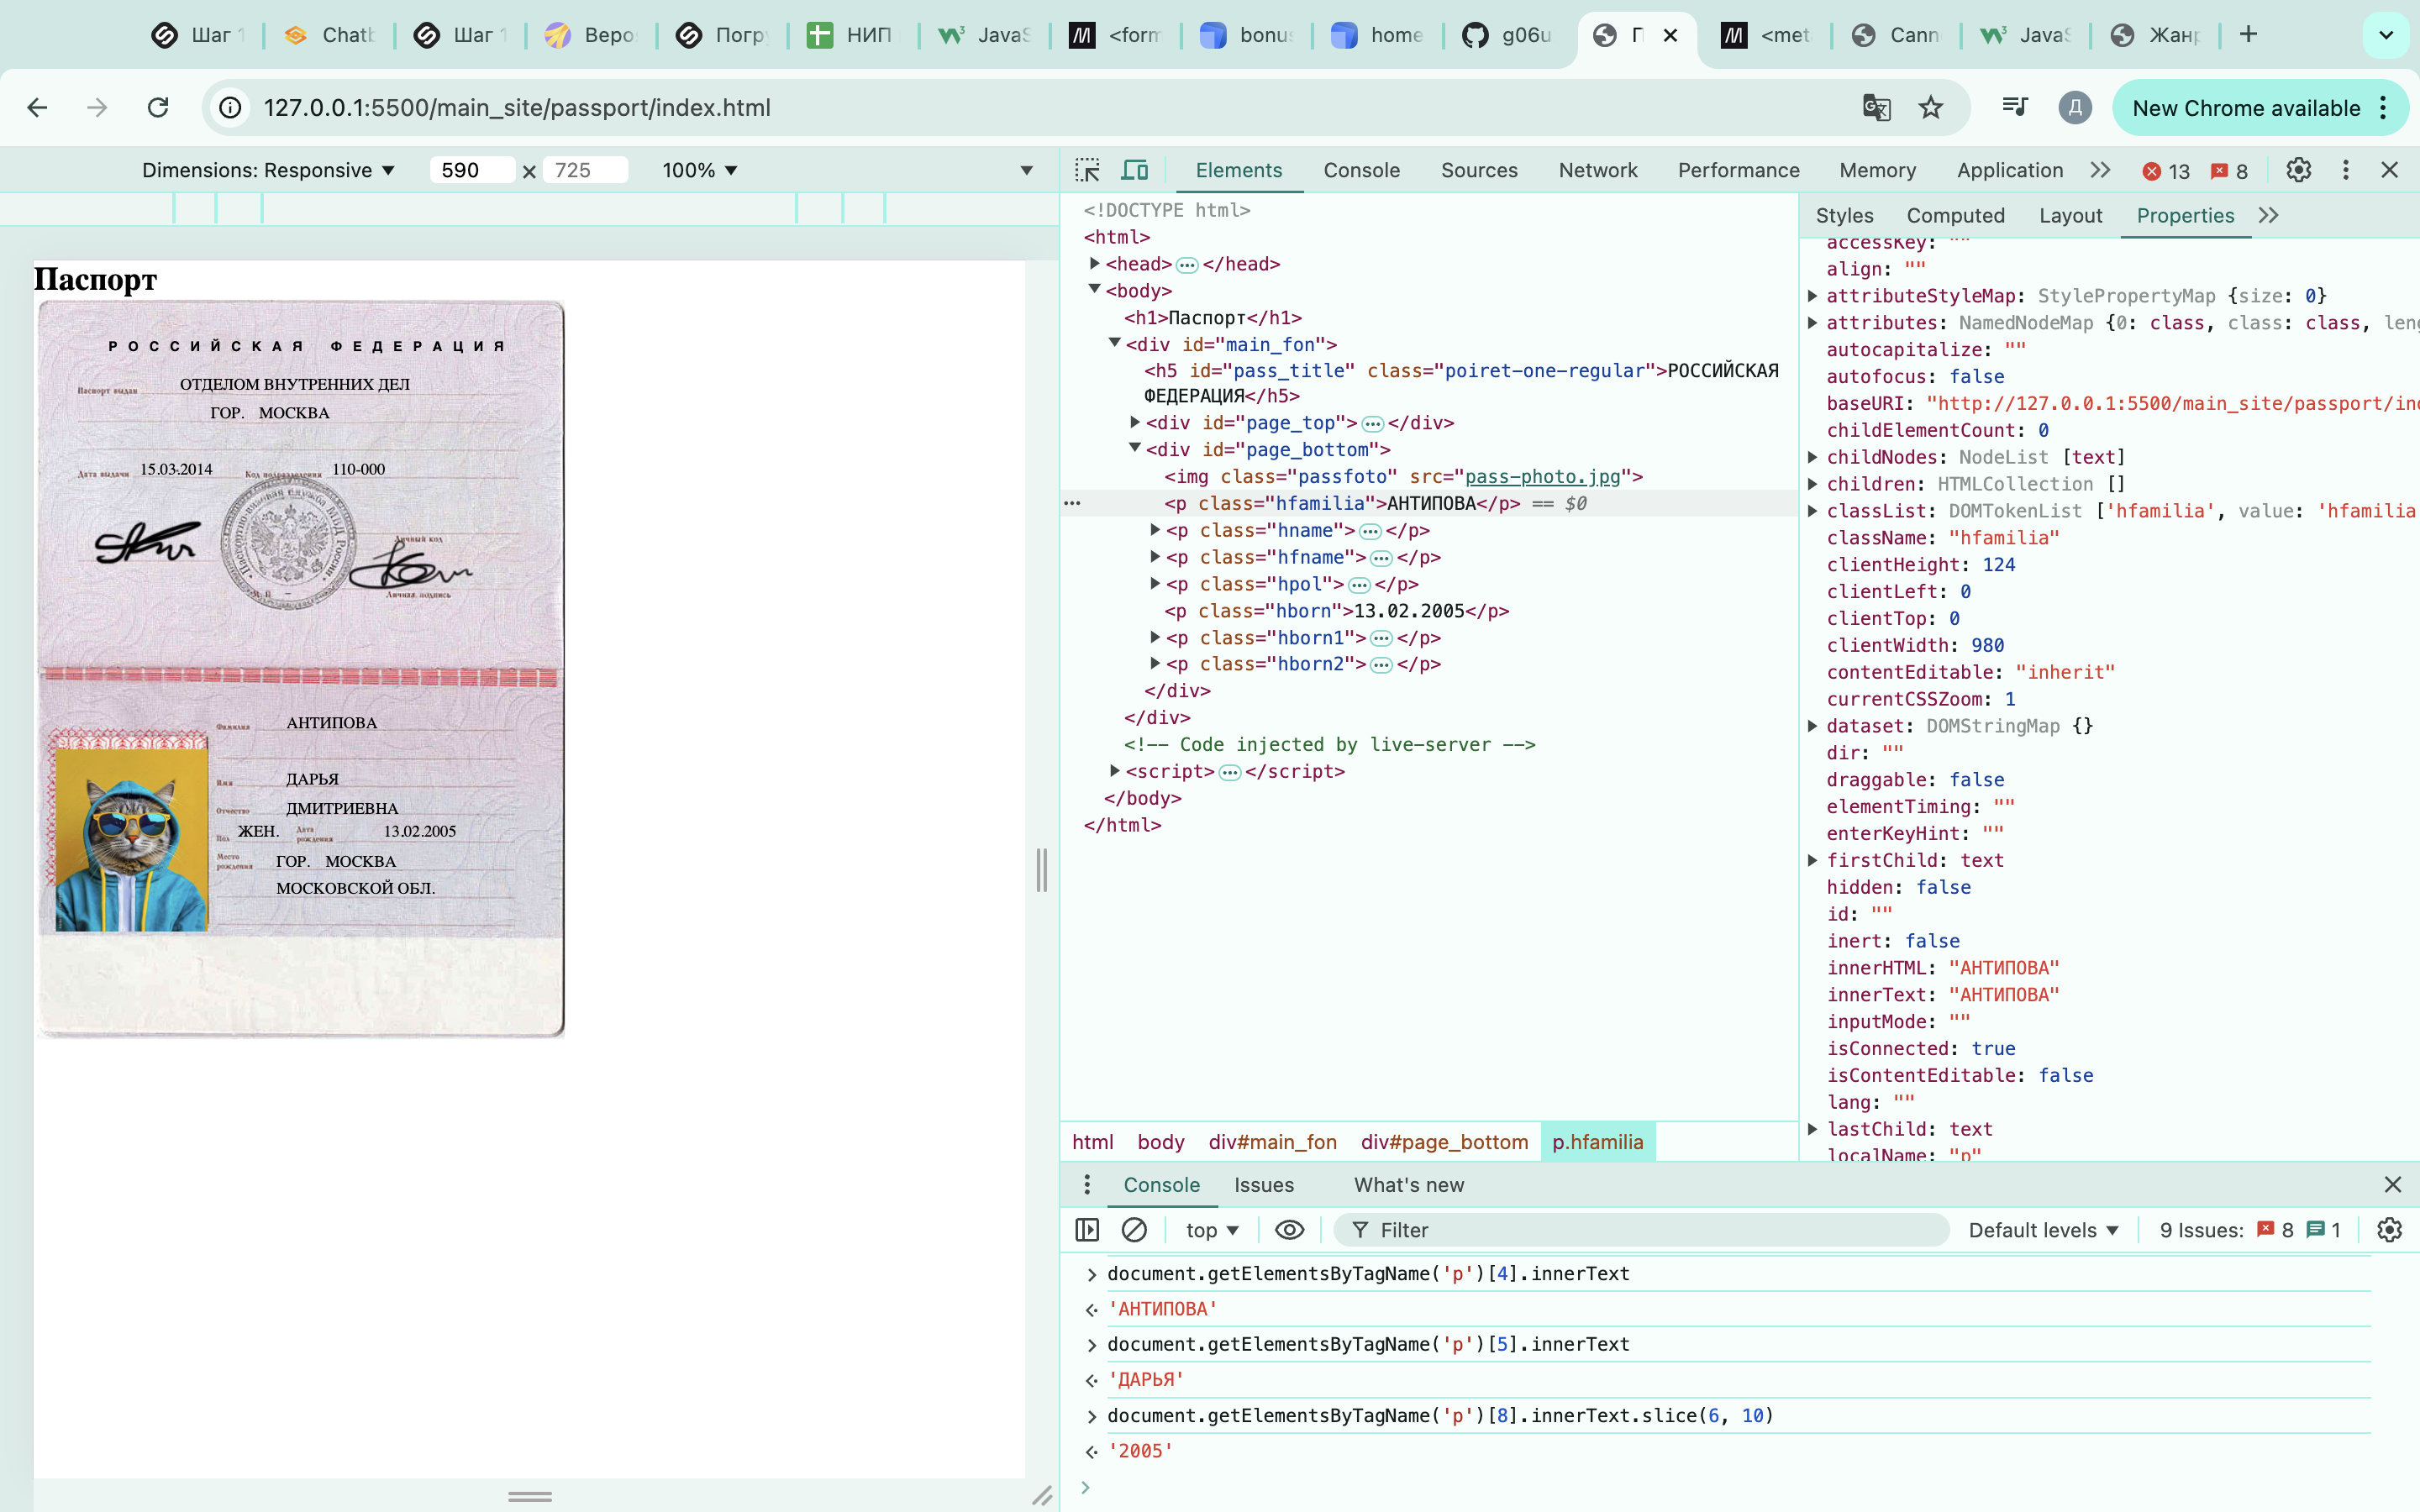 Шаг 1
Chatb
Шаг 1
Веро
Погру
НИП
JavaS
<form
bonus
home
g06u
П
<met
Cann
JavaS
Жанр
127.0.0.1:5500/main_site/passport/index.html
Д
New Chrome available
Dimensions: Responsive
590 × 725
100%
Elements
Console
Sources
Network
Performance
Memory
Application
13
8
Паспорт
РОССИЙСКАЯ ФЕДЕРАЦИЯ
Паспорт выдан ОТДЕЛОМ ВНУТРЕННИХ ДЕЛ
ГОР. МОСКВА
Дата выдачи 15.03.2014 Код подразделения 110-000
Личный код
Личная подпись
Фамилия АНТИПОВА
Имя ДАРЬЯ
Отчество ДМИТРИЕВНА
Пол ЖЕН. Дата рождения 13.02.2005
Место рождения ГОР. МОСКВА
МОСКОВСКОЙ ОБЛ.
<!DOCTYPE html>
<html>
<head> ••• </head>
<body>
<h1>Паспорт</h1>
<div id="main_fon">
<h5 id="pass_title" class="poiret-one-regular">РОССИЙСКАЯ
ФЕДЕРАЦИЯ</h5>
<div id="page_top"> ••• </div>
<div id="page_bottom">
<img class="passfoto" src="pass-photo.jpg">
••• <p class="hfamilia">АНТИПОВА</p> == $0
<p class="hname"> ••• </p>
<p class="hfname"> ••• </p>
<p class="hpol"> ••• </p>
<p class="hborn">13.02.2005</p>
<p class="hborn1"> ••• </p>
<p class="hborn2"> ••• </p>
</div>
</div>
<!-- Code injected by live-server -->
<script> ••• </script>
</body>
</html>
html body div#main_fon div#page_bottom p.hfamilia
Styles Computed Layout Properties
accessKey: ""
align: ""
attributeStyleMap: StylePropertyMap {size: 0}
attributes: NamedNodeMap {0: class, class: class, leng
autocapitalize: ""
autofocus: false
baseURI: "http://127.0.0.1:5500/main_site/passport/ind
childElementCount: 0
childNodes: NodeList [text]
children: HTMLCollection []
classList: DOMTokenList ['hfamilia', value: 'hfamilia
className: "hfamilia"
clientHeight: 124
clientLeft: 0
clientTop: 0
clientWidth: 980
contentEditable: "inherit"
currentCSSZoom: 1
dataset: DOMStringMap {}
dir: ""
draggable: false
elementTiming: ""
enterKeyHint: ""
firstChild: text
hidden: false
id: ""
inert: false
innerHTML: "АНТИПОВА"
innerText: "АНТИПОВА"
inputMode: ""
isConnected: true
isContentEditable: false
lang: ""
lastChild: text
localName: "p"
Console Issues What's new
top Filter Default levels 9 Issues: 8 1
> document.getElementsByTagName('p')[4].innerText
'АНТИПОВА'
> document.getElementsByTagName('p')[5].innerText
'ДАРЬЯ'
> document.getElementsByTagName('p')[8].innerText.slice(6, 10)
'2005'
>